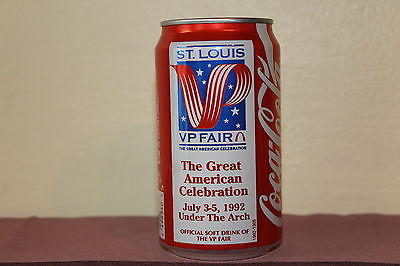 ST. LOUIS
VP
VP FAIR
THE GREAT AMERICAN CELEBRATION
The Great
American
Celebration
July 3-5, 1992
Under The Arch
OFFICIAL SOFT DRINK OF
THE VP FAIR
Coca-Cola